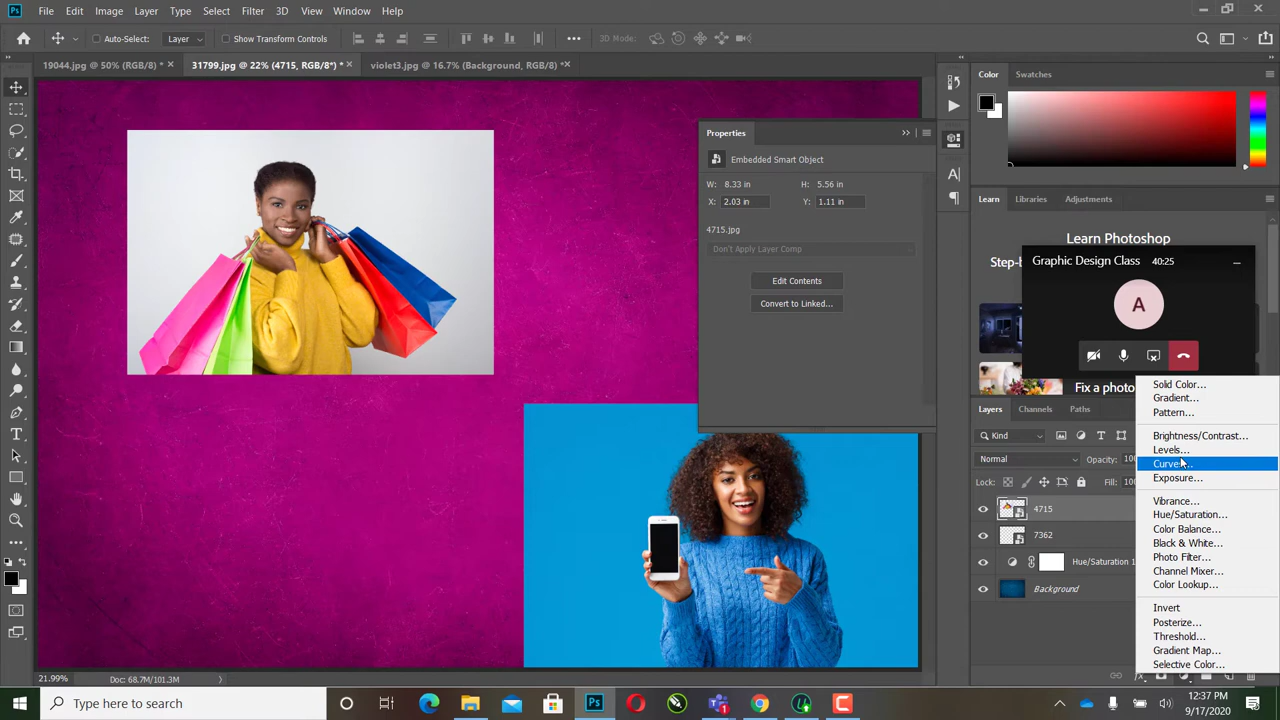 Ps File Edit Image Layer Type Select Filter 3D View Window Help
Auto-Select: Layer Show Transform Controls 3D Mode:
19044.jpg @ 50% (RGB/8) * × 31799.jpg @ 22% (4715, RGB/8*) * × violet3.jpg @ 16.7% (Background, RGB/8*) * ×
Color Swatches
Properties
Embedded Smart Object
W: 8.33 in H: 5.56 in
X: 2.03 in Y: 1.11 in
4715.jpg
Don't Apply Layer Comp
Edit Contents
Convert to Linked...
Learn Libraries Adjustments
Learn Photoshop
Step-b
Graphic Design Class 40:25
A
Fix a photo
Solid Color...
Gradient...
Pattern...
Brightness/Contrast...
Levels...
Curves...
Exposure...
Vibrance...
Hue/Saturation...
Color Balance...
Black & White...
Photo Filter...
Channel Mixer...
Color Lookup...
Invert
Posterize...
Threshold...
Gradient Map...
Selective Color...
Layers Channels Paths
Kind
Normal Opacity: 100
Lock: Fill: 100
4715
7362
Hue/Saturation 1
Background
fx
21.99% Doc: 68.7M/101.3M
Type here to search
Ps
12:37 PM
9/17/2020